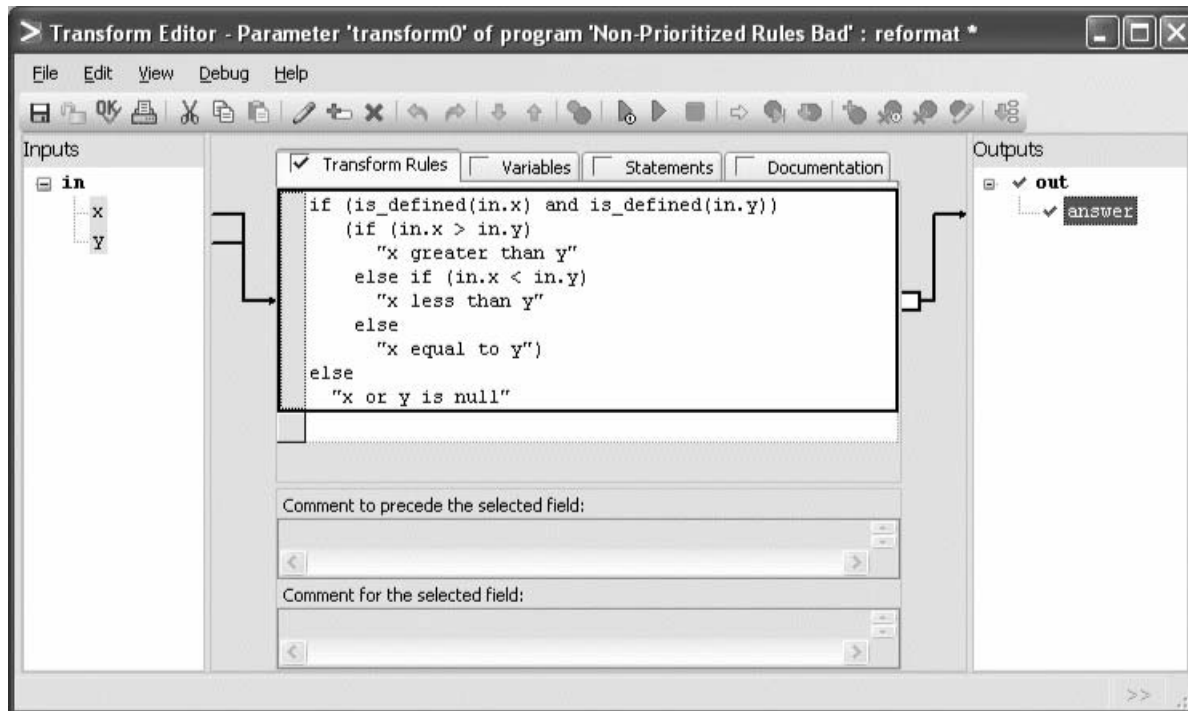 Transform Editor - Parameter 'transform0' of program 'Non-Prioritized Rules Bad' : reformat *
File Edit View Debug Help
Inputs
in
x
y
Transform Rules Variables Statements Documentation
if (is_defined(in.x) and is_defined(in.y))
(if (in.x > in.y)
"x greater than y"
else if (in.x < in.y)
"x less than y"
else
"x equal to y")
else
"x or y is null"
Comment to precede the selected field:
Comment for the selected field:
Outputs
out
answer
>>